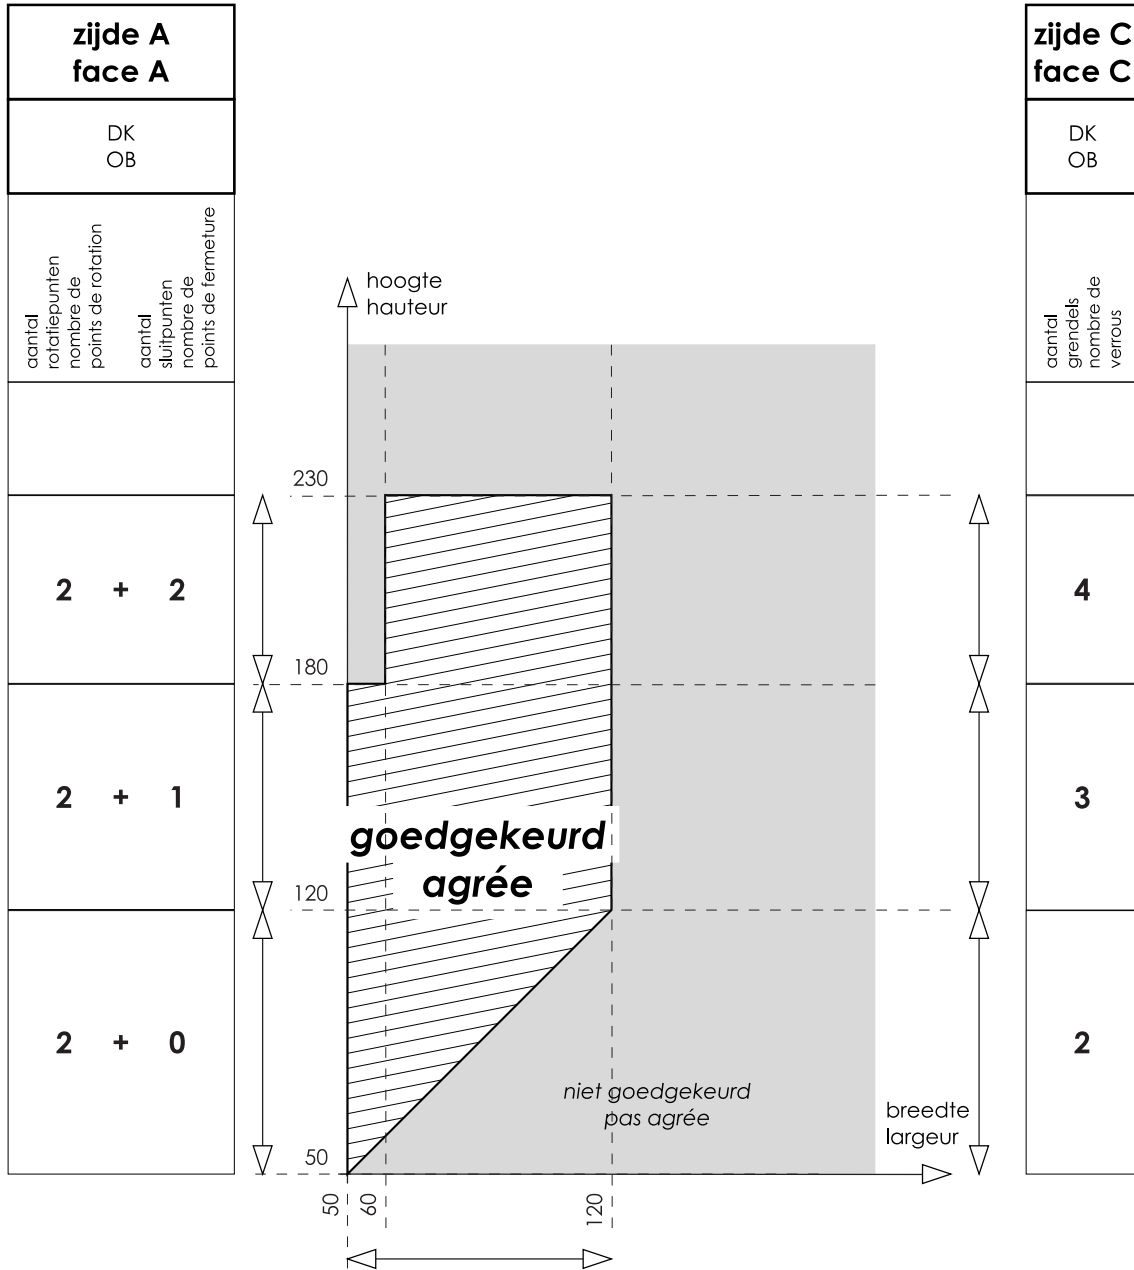 zijde A
face A
DK
OB
aantal
rotatiepunten
nombre de
points de rotation
aantal
sluitpunten
nombre de
points de fermeture
2 + 2
2 + 1
2 + 0
hoogte
hauteur
230
180
120
50
goedgekeurd
agrée
niet goedgekeurd
pas agrée
breedte
largeur
50
60
120
zijde C
face C
DK
OB
aantal
grendels
nombre de
verrous
4
3
2